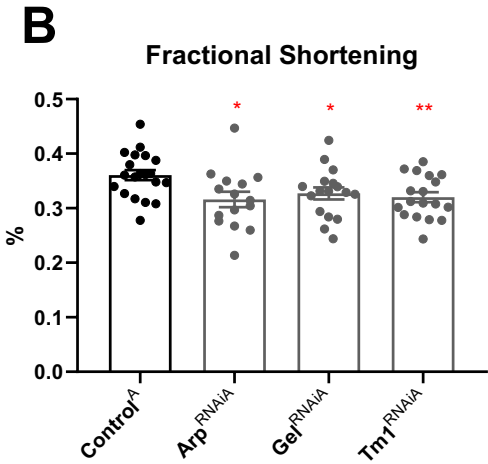 B
Fractional Shortening
* * **
0.5
0.4
0.3
0.2
0.1
0.0
%
Control^A
Arp^RNAiA
Gel^RNAiA
Tm1^RNAiA